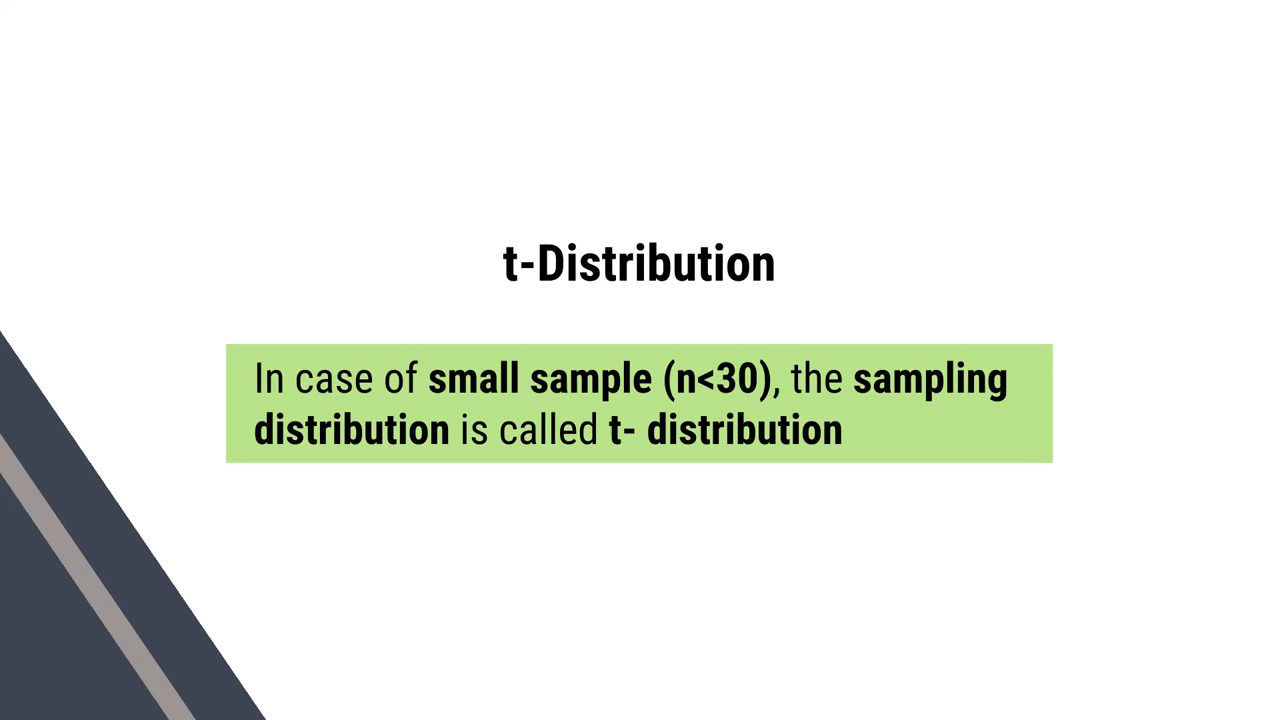 t-Distribution
In case of small sample (n<30), the sampling
distribution is called t- distribution